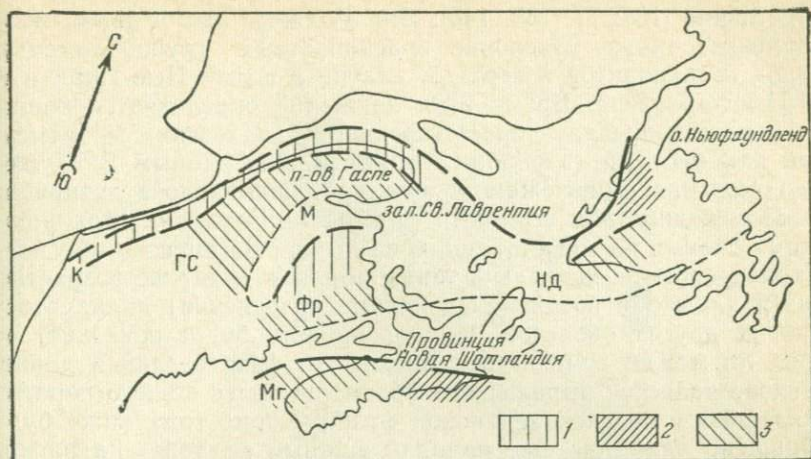 С
Ю
о. Ньюфаундленд
п-ов Гаспе
зал. Св. Лаврентия
М
К
ГС
Нд
Фр
Провинция
Новая Шотландия
Мг
1
2
3